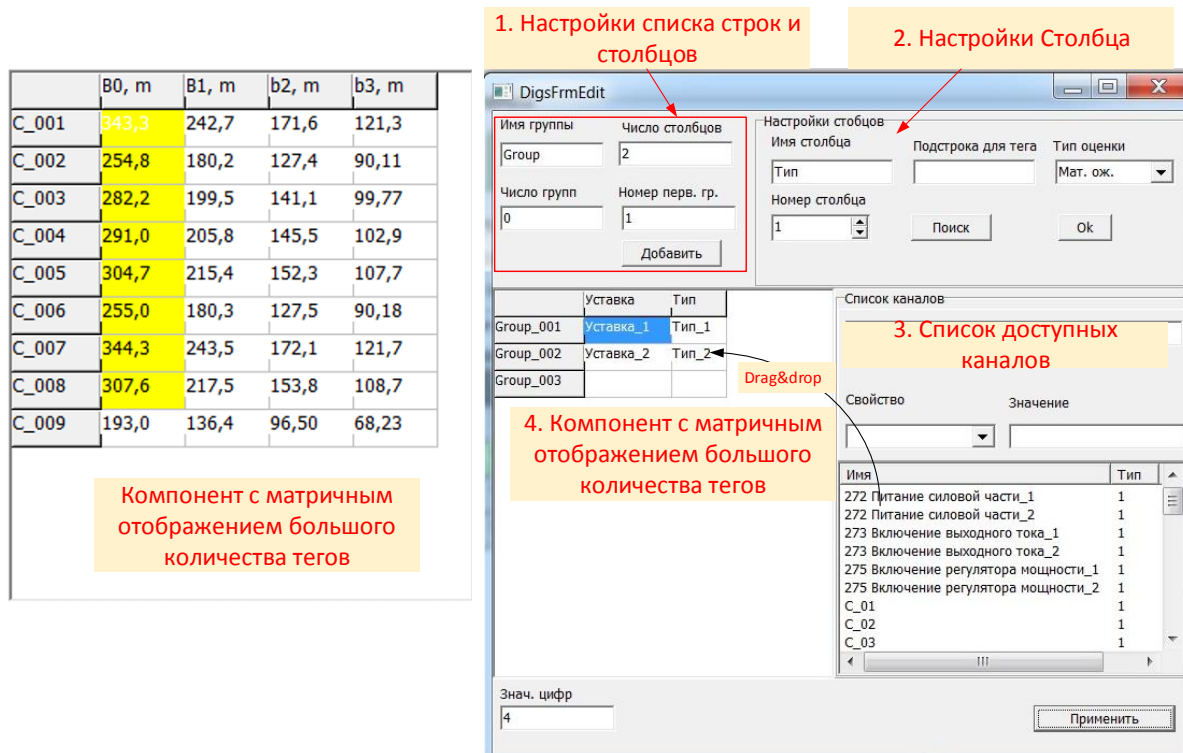 B0, m B1, m b2, m b3, m
C_001 343,3 242,7 171,6 121,3
C_002 254,8 180,2 127,4 90,11
C_003 282,2 199,5 141,1 99,77
C_004 291,0 205,8 145,5 102,9
C_005 304,7 215,4 152,3 107,7
C_006 255,0 180,3 127,5 90,18
C_007 344,3 243,5 172,1 121,7
C_008 307,6 217,5 153,8 108,7
C_009 193,0 136,4 96,50 68,23
Компонент с матричным
отображением большого
количества тегов
1. Настройки списка строк и
столбцов
2. Настройки Столбца
DigsFrmEdit
Имя группы Число столбцов
Group 2
Число групп Номер перв. гр.
0 1
Добавить
Настройки стобцов
Имя столбца Подстрока для тега Тип оценки
Тип Мат. ож.
Номер столбца
1 Поиск Ok
Уставка Тип
Group_001 Уставка_1 Тип_1
Group_002 Уставка_2 Тип_2
Group_003
Drag&drop
4. Компонент с матричным
отображением большого
количества тегов
Список каналов
3. Список доступных
каналов
Свойство Значение
Имя Тип
272 Питание силовой части_1 1
272 Питание силовой части_2 1
273 Включение выходного тока_1 1
273 Включение выходного тока_2 1
275 Включение регулятора мощности_1 1
275 Включение регулятора мощности_2 1
C_01 1
C_02 1
C_03 1
Знач. цифр
4
Применить